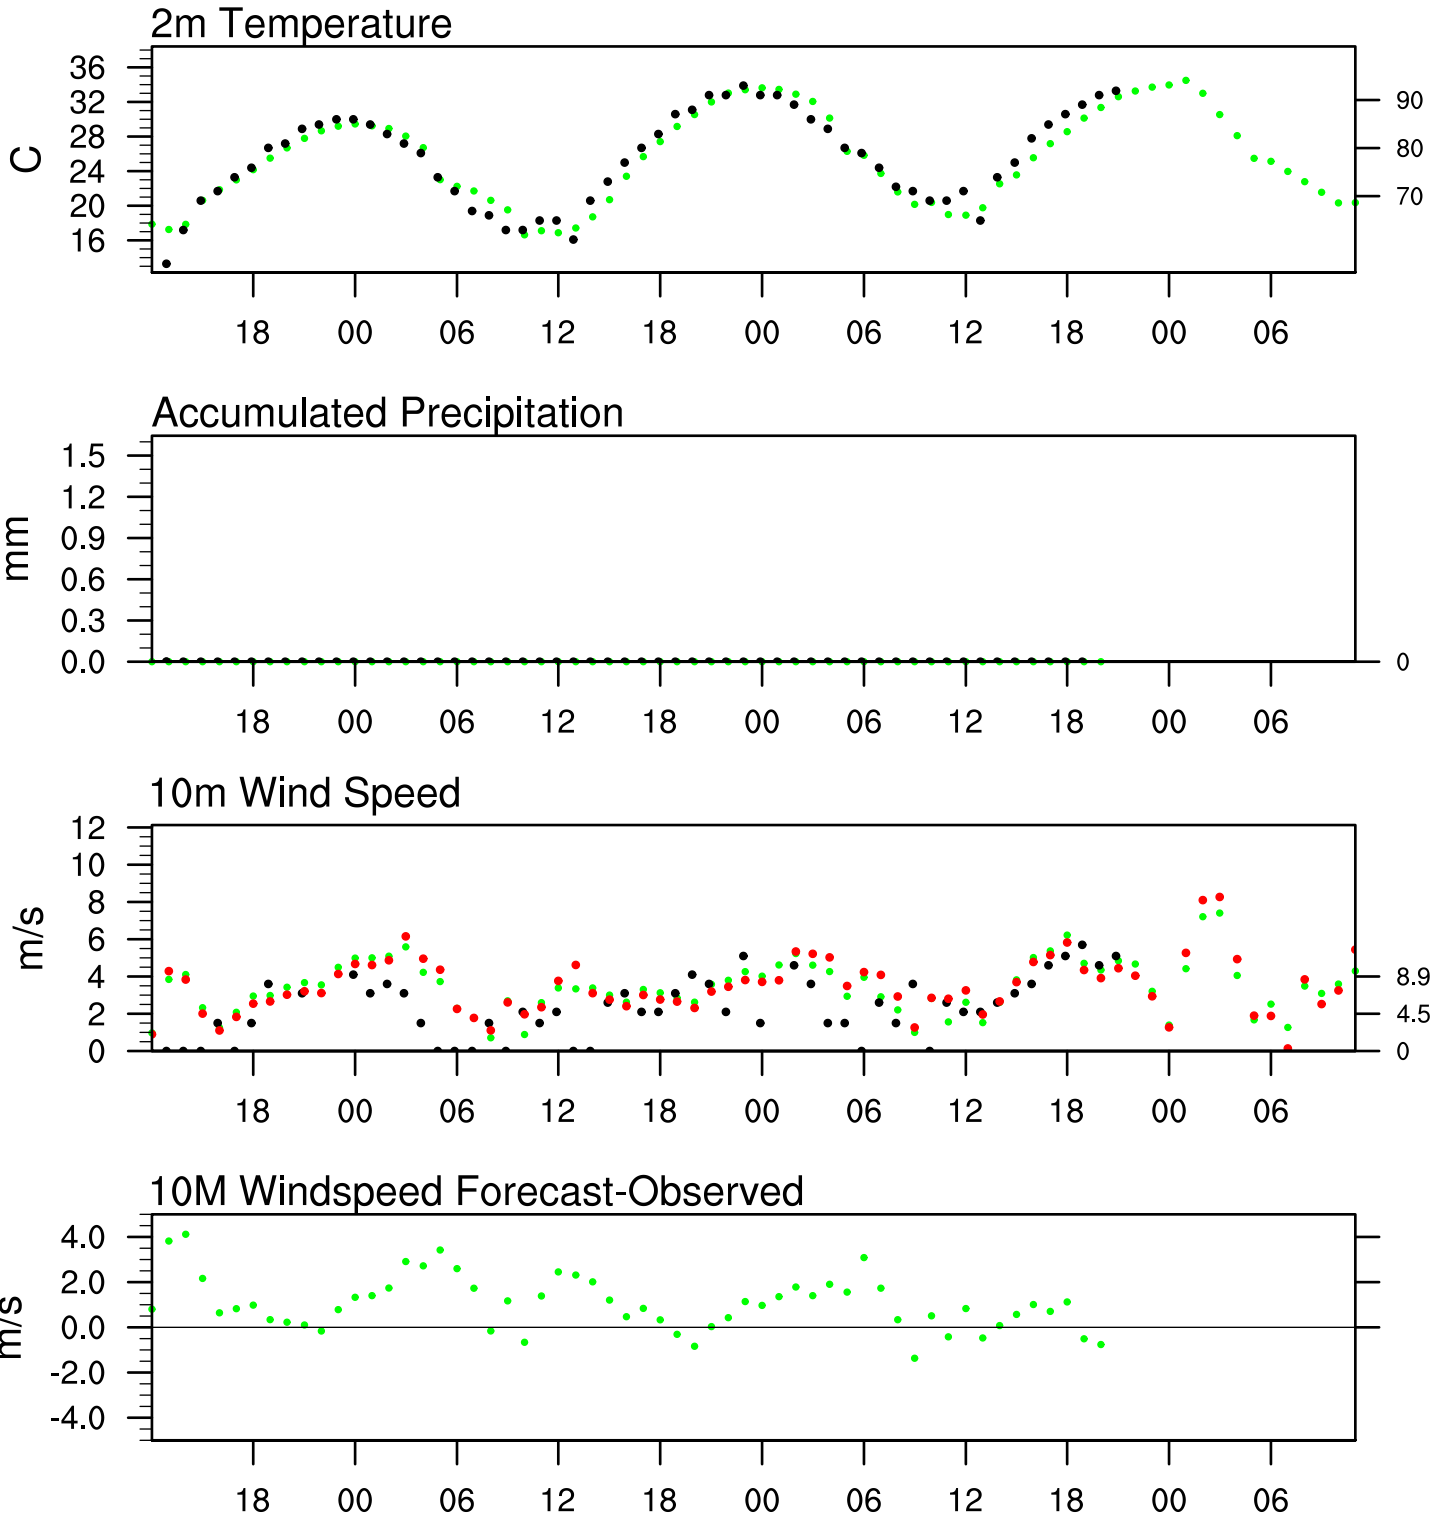 2m Temperature
36
32
28
24
20
16
C
90
80
70
18 00 06 12 18 00 06 12 18 00 06
Accumulated Precipitation
1.5
1.2
0.9
0.6
0.3
0.0
mm
0
18 00 06 12 18 00 06 12 18 00 06
10m Wind Speed
12
10
8
6
4
2
0
m/s
8.9
4.5
0
18 00 06 12 18 00 06 12 18 00 06
10M Windspeed Forecast-Observed
4.0
2.0
0.0
-2.0
-4.0
m/s
18 00 06 12 18 00 06 12 18 00 06